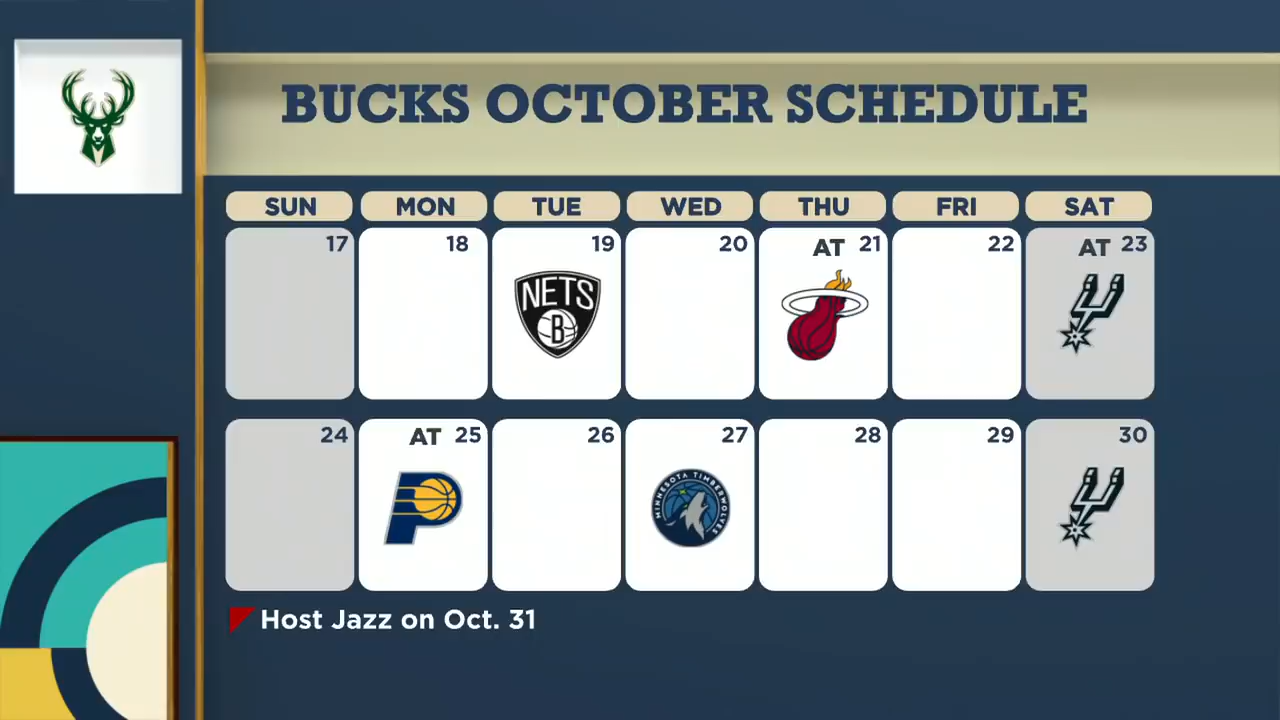 BUCKS OCTOBER SCHEDULE
SUN MON TUE WED THU FRI SAT
17 18 19 20 AT 21 22 AT 23
NETS
B
24 AT 25 26 27 28 29 30
MINNESOTA TIMBERWOLVES
Host Jazz on Oct. 31